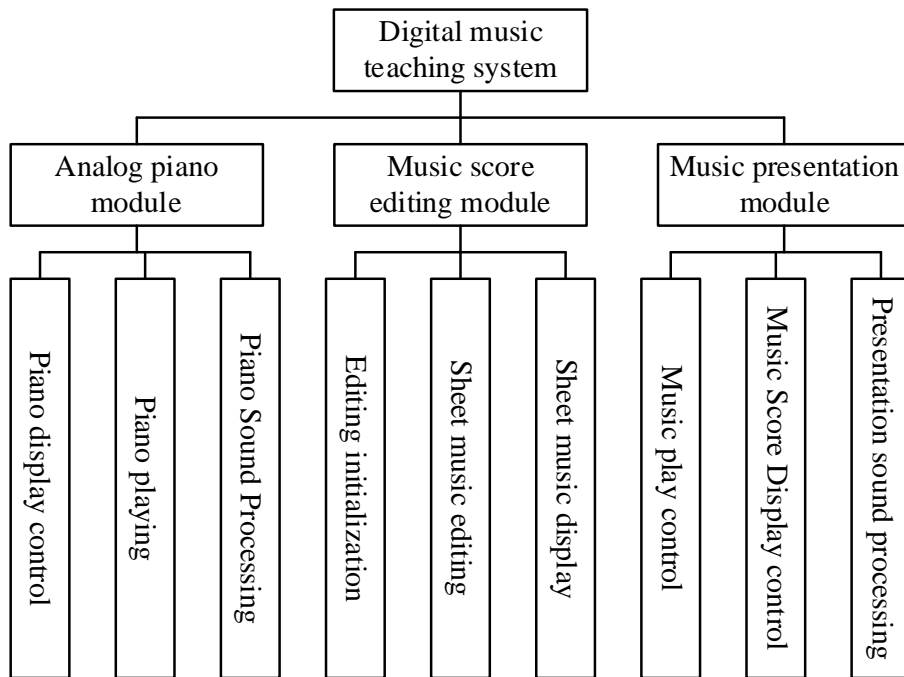 Digital music
teaching system
Analog piano
module
Music score
editing module
Music presentation
module
Piano display control
Piano playing
Piano Sound Processing
Editing initialization
Sheet music editing
Sheet music display
Music play control
Music Score Display control
Presentation sound processing